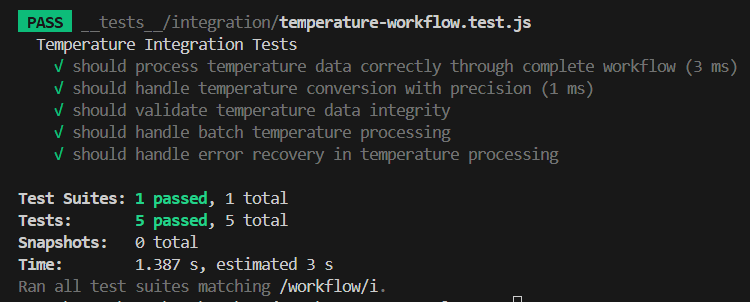 PASS __tests__/integration/temperature-workflow.test.js
Temperature Integration Tests
√ should process temperature data correctly through complete workflow (3 ms)
√ should handle temperature conversion with precision (1 ms)
√ should validate temperature data integrity
√ should handle batch temperature processing
√ should handle error recovery in temperature processing
Test Suites: 1 passed, 1 total
Tests: 5 passed, 5 total
Snapshots: 0 total
Time: 1.387 s, estimated 3 s
Ran all test suites matching /workflow/i.